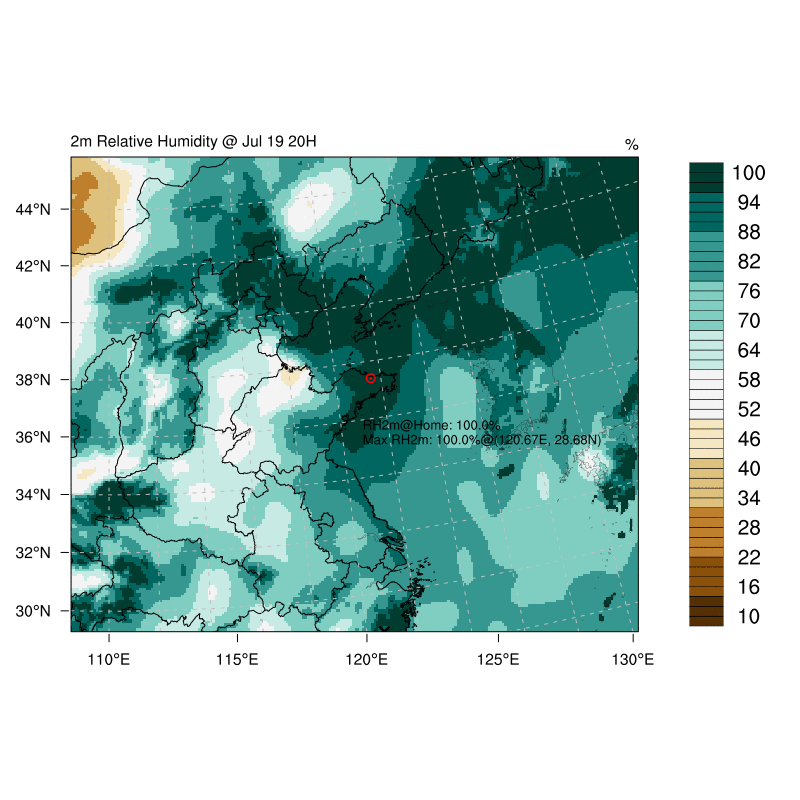 2m Relative Humidity @ Jul 19 20H
%
44°N
42°N
40°N
38°N
36°N
34°N
32°N
30°N
110°E
115°E
120°E
125°E
130°E
RH2m@Home: 100.0%
Max RH2m: 100.0%@(120.67E, 28.68N)
100
94
88
82
76
70
64
58
52
46
40
34
28
22
16
10